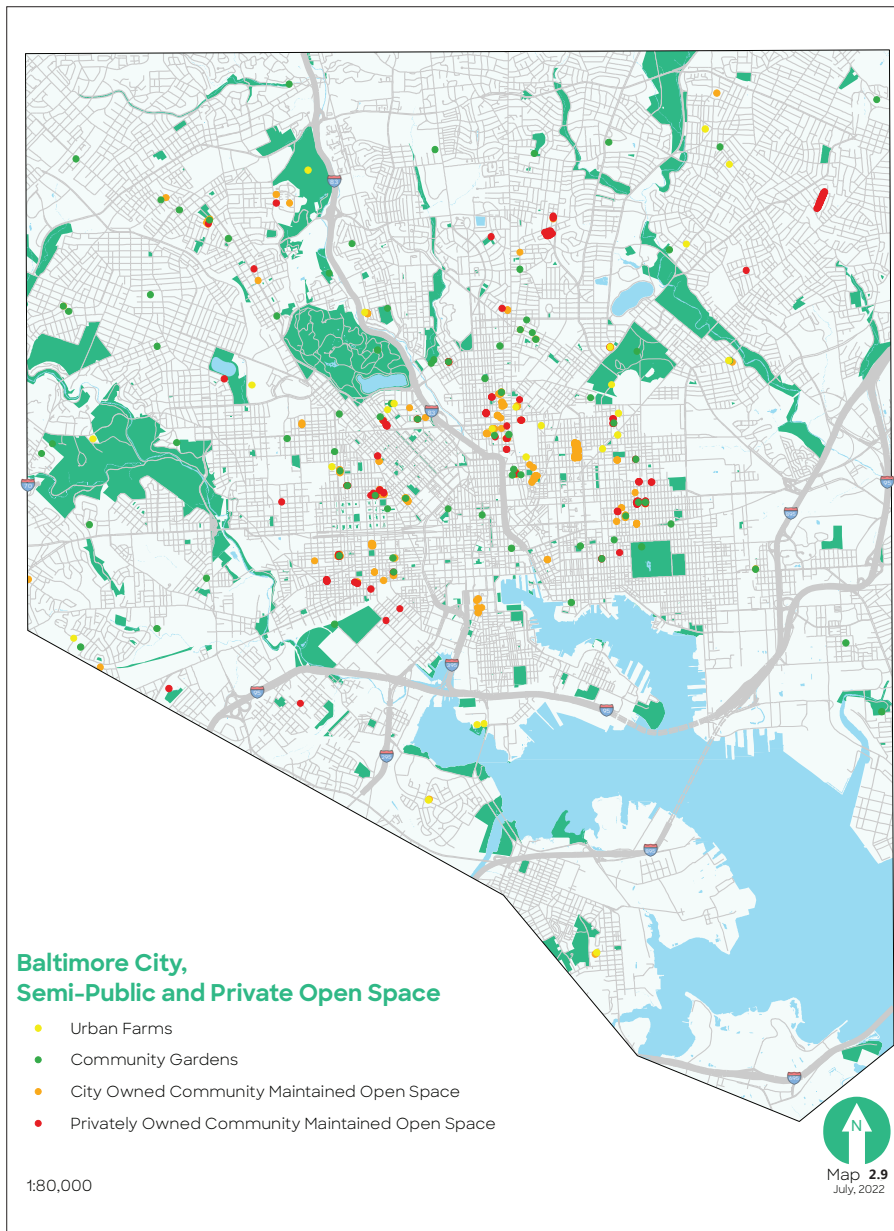 95
Baltimore City,
Semi-Public and Private Open Space
Urban Farms
Community Gardens
City Owned Community Maintained Open Space
Privately Owned Community Maintained Open Space
1:80,000
N
Map 2.9
July, 2022